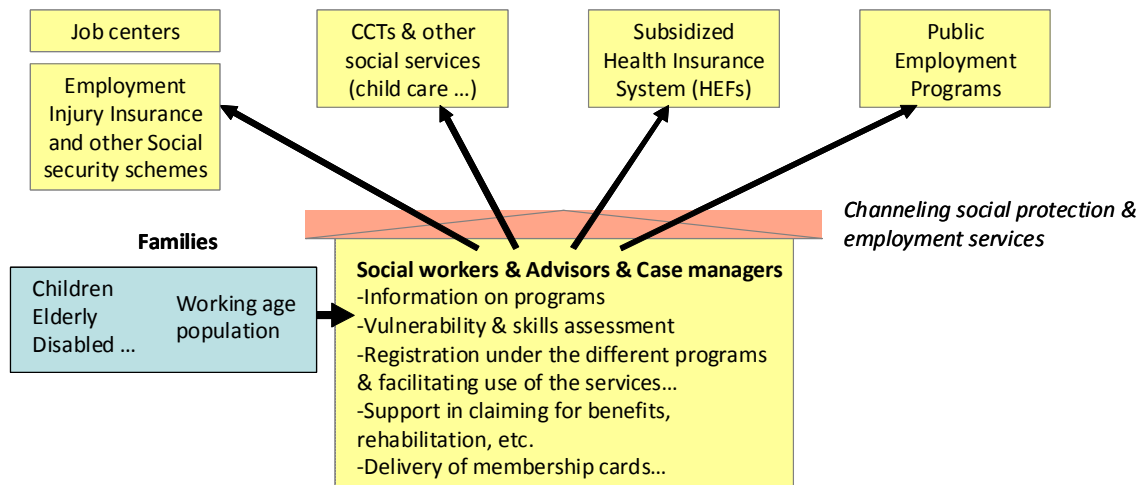 Job centers
Employment
Injury Insurance
and other Social
security schemes
CCTs & other
social services
(child care …)
Subsidized
Health Insurance
System (HEFs)
Public
Employment
Programs
Channeling social protection &
employment services
Families
Children
Elderly
Disabled …
Working age
population
Social workers & Advisors & Case managers
-Information on programs
-Vulnerability & skills assessment
-Registration under the different programs
& facilitating use of the services…
-Support in claiming for benefits,
rehabilitation, etc.
-Delivery of membership cards…